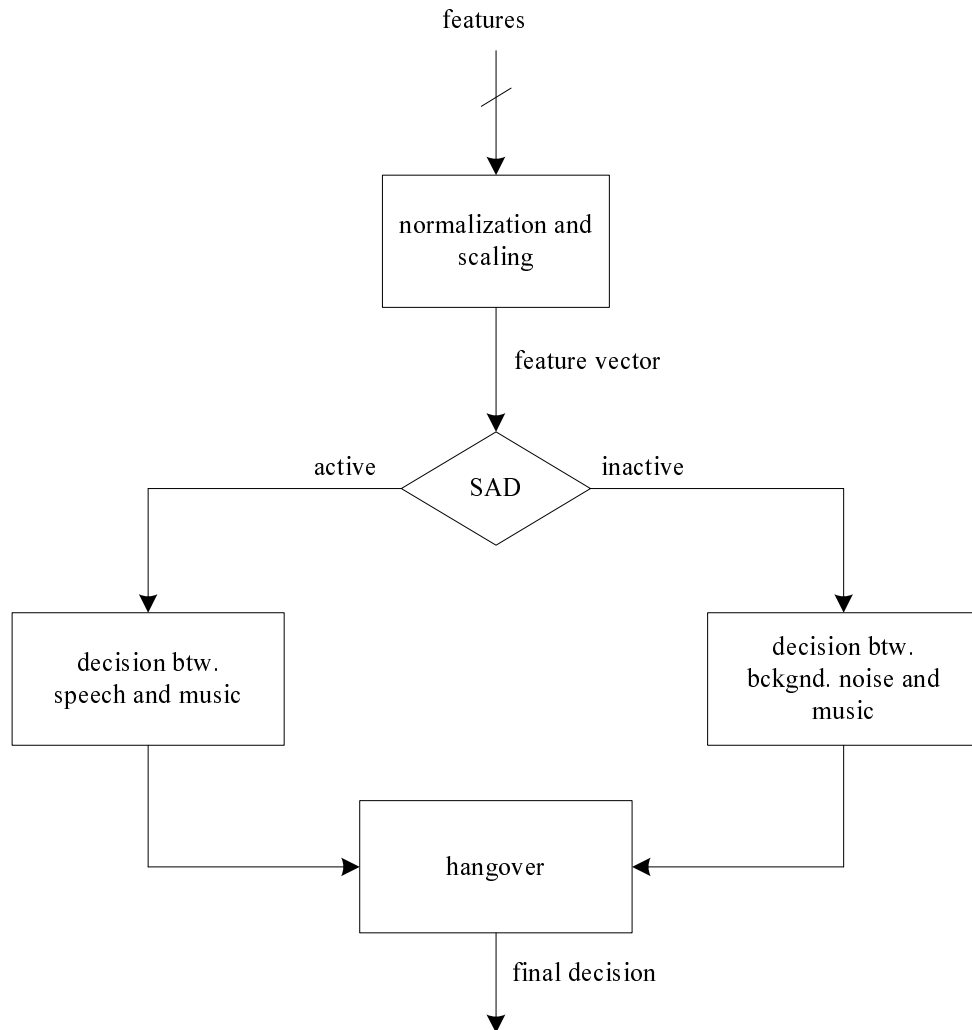 features
normalization and
scaling
feature vector
active
inactive
SAD
decision btw.
speech and music
decision btw.
bckgnd. noise and
music
hangover
final decision